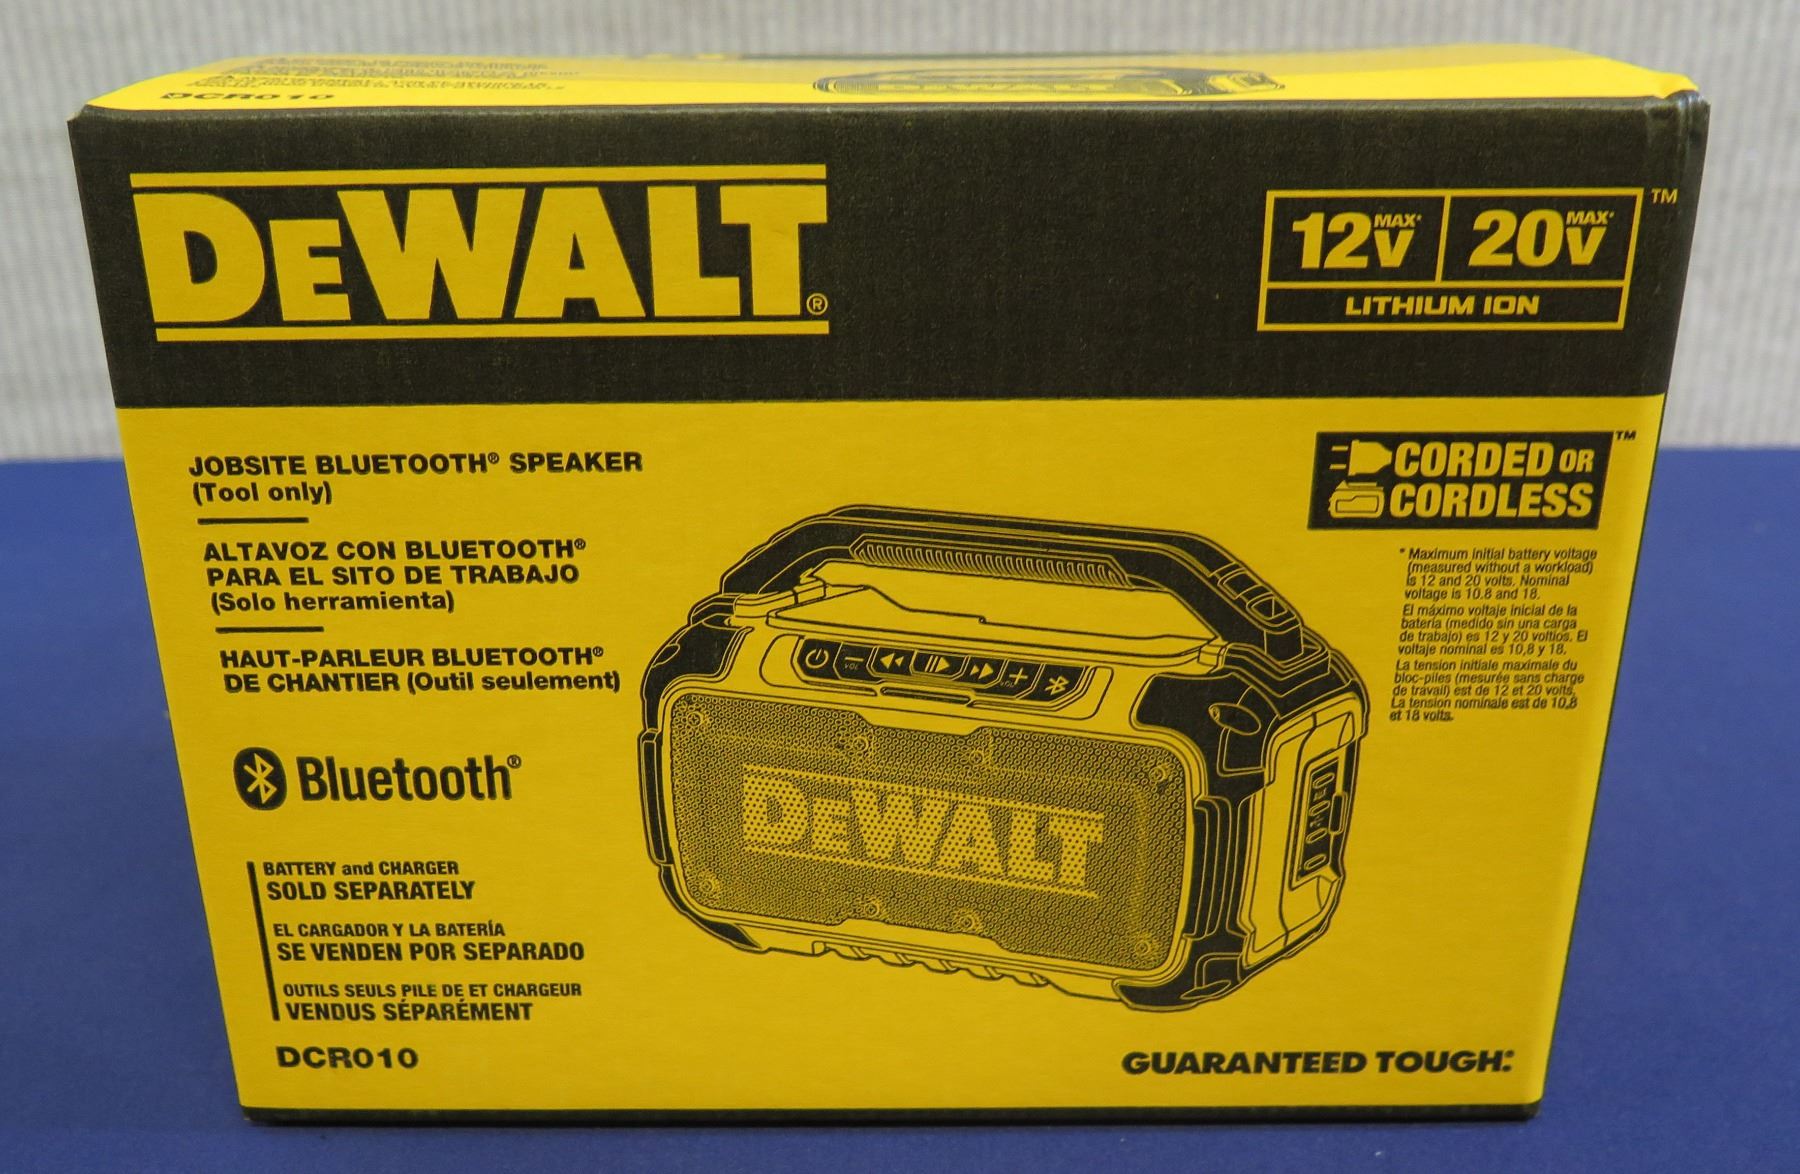 DCR010
DEWALT®
12V MAX* 20V MAX* ™
LITHIUM ION
JOBSITE BLUETOOTH® SPEAKER
(Tool only)
ALTAVOZ CON BLUETOOTH®
PARA EL SITO DE TRABAJO
(Solo herramienta)
HAUT-PARLEUR BLUETOOTH®
DE CHANTIER (Outil seulement)
Bluetooth®
BATTERY and CHARGER
SOLD SEPARATELY
EL CARGADOR Y LA BATERÍA
SE VENDEN POR SEPARADO
OUTILS SEULS PILE DE ET CHARGEUR
VENDUS SÉPARÉMENT
DCR010
VOL
VOL
DEWALT
CORDED OR ™
CORDLESS
* Maximum initial battery voltage
(measured without a workload)
is 12 and 20 volts. Nominal
voltage is 10.8 and 18.
El máximo voltaje inicial de la
batería (medido sin una carga
de trabajo) es 12 y 20 voltios. El
voltaje nominal es 10,8 y 18.
La tension initiale maximale du
bloc-piles (mesurée sans charge
de travail) est de 12 et 20 volts.
La tension nominale est de 10,8
et 18 volts.
GUARANTEED TOUGH.®